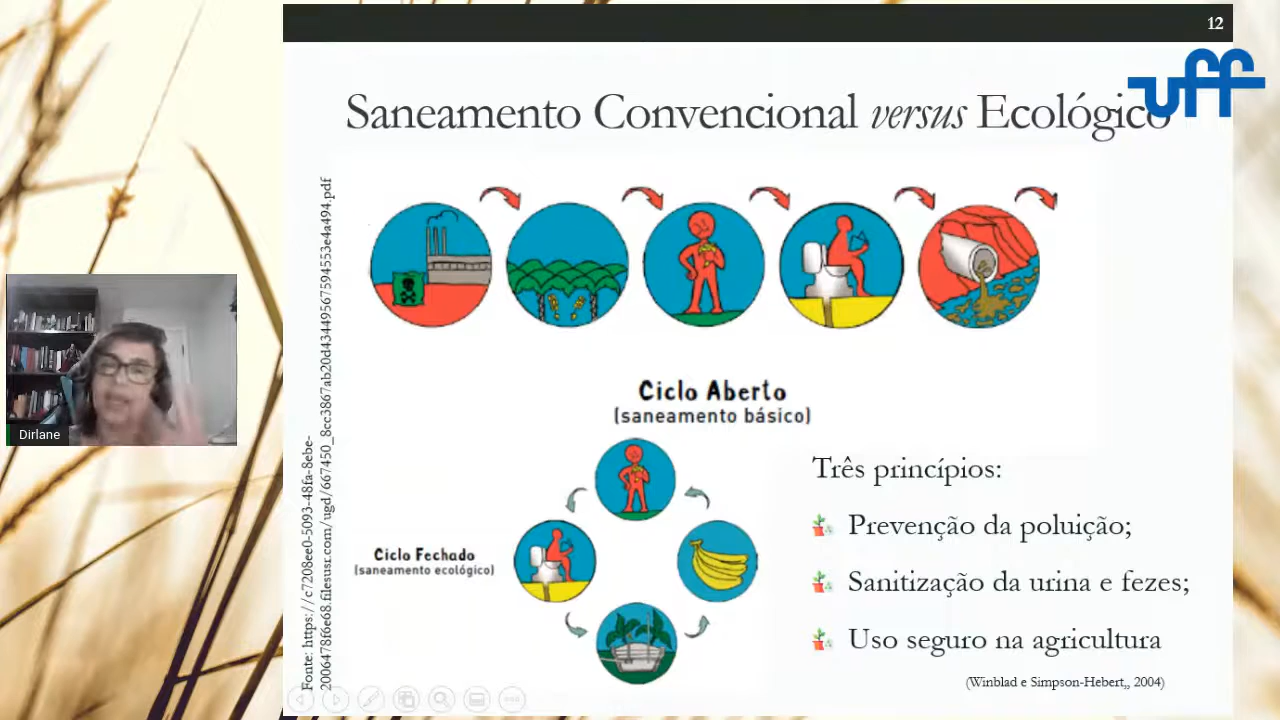 12
uff
Saneamento Convencional versus Ecológico
Fonte: https://c7208ee0-5093-48fa-8ebe-
2006478f6e68.filesusr.com/ugd/667450_8cc3867ab20d43449567594553e4a494.pdf
Dirlane
Ciclo Aberto
(saneamento básico)
Três princípios:
Prevenção da poluição;
Ciclo Fechado
(saneamento ecológico)
Sanitização da urina e fezes;
Uso seguro na agricultura
(Winblad e Simpson-Hebert,, 2004)